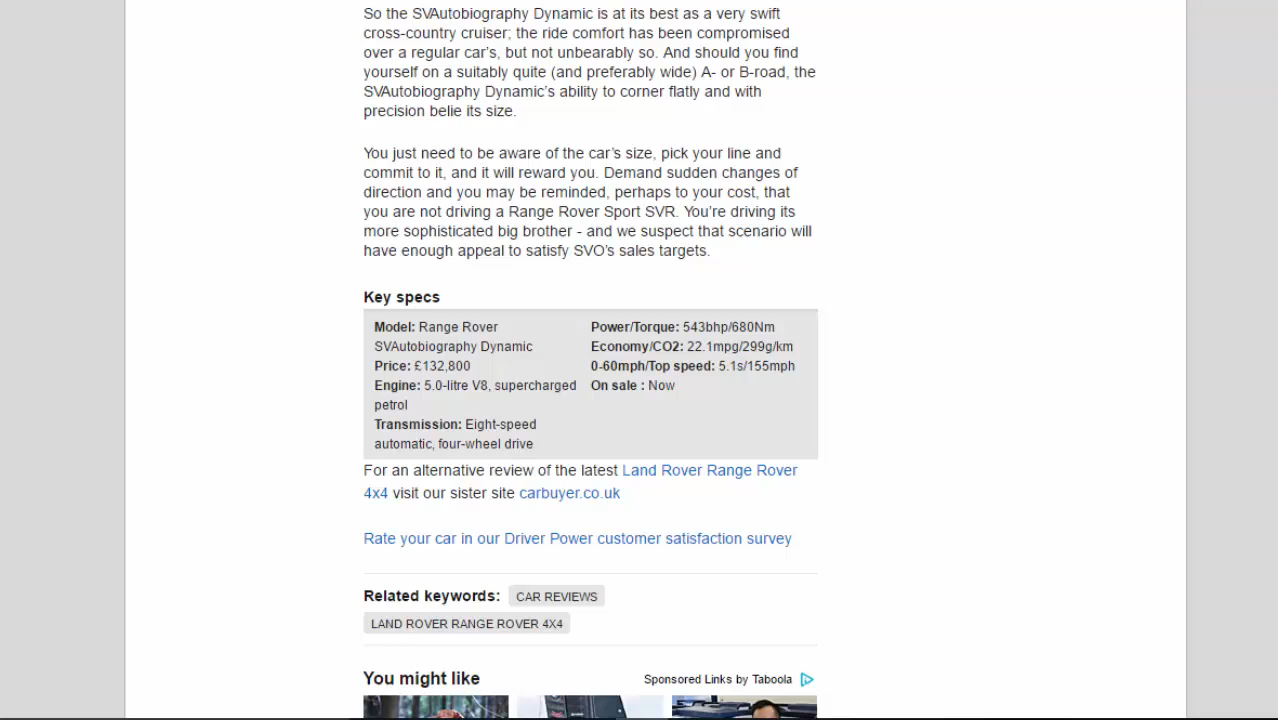 So the SVAutobiography Dynamic is at its best as a very swift
cross-country cruiser; the ride comfort has been compromised
over a regular car's, but not unbearably so. And should you find
yourself on a suitably quite (and preferably wide) A- or B-road, the
SVAutobiography Dynamic's ability to corner flatly and with
precision belie its size.
You just need to be aware of the car's size, pick your line and
commit to it, and it will reward you. Demand sudden changes of
direction and you may be reminded, perhaps to your cost, that
you are not driving a Range Rover Sport SVR. You're driving its
more sophisticated big brother - and we suspect that scenario will
have enough appeal to satisfy SVO's sales targets.
Key specs
Model: Range Rover
SVAutobiography Dynamic
Price: £132,800
Engine: 5.0-litre V8, supercharged
petrol
Transmission: Eight-speed
automatic, four-wheel drive
Power/Torque: 543bhp/680Nm
Economy/CO2: 22.1mpg/299g/km
0-60mph/Top speed: 5.1s/155mph
On sale : Now
For an alternative review of the latest Land Rover Range Rover
4x4 visit our sister site carbuyer.co.uk
Rate your car in our Driver Power customer satisfaction survey
Related keywords: CAR REVIEWS
LAND ROVER RANGE ROVER 4X4
You might like
Sponsored Links by Taboola